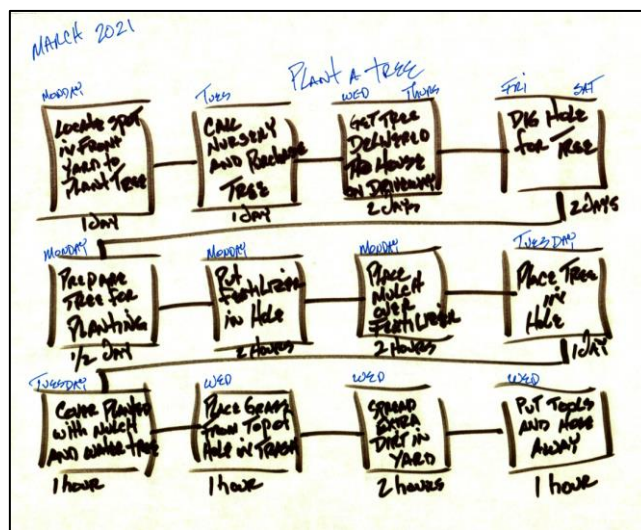 MARCH 2021
PLANT A TREE
MONDAY
TUES
WED
THURS
FRI
SAT
LOCATE SPOT
IN FRONT
YARD TO
PLANT TREE
CALL
NURSERY
AND PURCHASE
TREE
GET TREE
DELIVERED
TO HOUSE
IN DRIVEWAY
DIG HOLE
FOR TREE
1 DAY
1 DAY
2 DAYS
2 DAYS
MONDAY
MONDAY
MONDAY
TUESDAY
PREPARE
TREE FOR
PLANTING
PUT
FERTILIZER
IN HOLE
PLACE
MULCH
OVER
FERTILIZER
PLACE TREE
IN
HOLE
1/2 DAY
2 HOURS
2 HOURS
1 DAY
TUESDAY
WED
WED
WED
COVER PLANTED
WITH MULCH
AND WATER TREE
PLACE GRASS
FROM TOP OF
HOLE IN TRASH
SPREAD
EXTRA
DIRT IN
YARD
PUT TOOLS
AND HOSE
AWAY
1 HOUR
1 HOUR
2 HOURS
1 HOUR